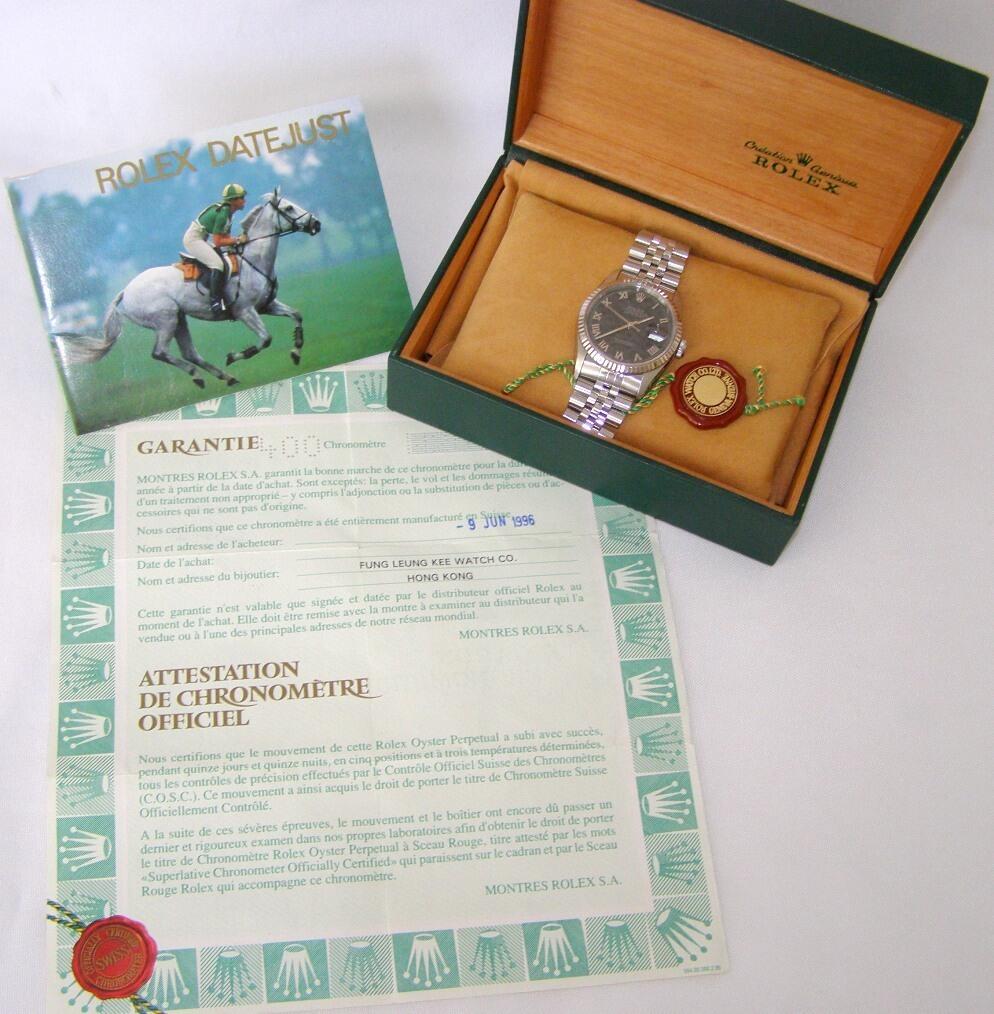 ROLEX DATEJUST
Création Genève
ROLEX
GARANTIE 400 Chronomètre
MONTRES ROLEX S.A. garantit la bonne marche de ce chronomètre pour la
année à partir de la date d'achat. Sont exceptés: la perte, le vol et les dommages
d'un traitement non approprié – y compris l'adjonction ou la substitution de pièces ou d'ac-
cessoires qui ne sont pas d'origine.
Nous certifions que ce chronomètre a été entièrement manufacturé en Suisse.
- 9 JUN 1996
Nom et adresse de l'acheteur:
Date de l'achat:
FUNG LEUNG KEE WATCH CO.
Nom et adresse du bijoutier:
HONG KONG
Cette garantie n'est valable que signée et datée par le distributeur officiel Rolex au
moment de l'achat. Elle doit être remise avec la montre à examiner au distributeur qui l'a
vendue ou à l'une des principales adresses de notre réseau mondial.
MONTRES ROLEX S.A.
ATTESTATION
DE CHRONOMÈTRE
OFFICIEL
Nous certifions que le mouvement de cette Rolex Oyster Perpetual a subi avec succès,
pendant quinze jours et quinze nuits, en cinq positions et à trois températures déterminées,
tous les contrôles de précision effectués par le Contrôle Officiel Suisse des Chronomètres
(C.O.S.C.). Ce mouvement a ainsi acquis le droit de porter le titre de Chronomètre Suisse
Officiellement Contrôlé.
A la suite de ces sévères épreuves, le mouvement et le boîtier ont encore dû passer un
dernier et rigoureux examen dans nos propres laboratoires afin d'obtenir le droit de porter
le titre de Chronomètre Rolex Oyster Perpetual à Sceau Rouge, titre attesté par les mots
«Superlative Chronometer Officially Certified» qui paraissent sur le cadran et par le Sceau
Rouge Rolex qui accompagne ce chronomètre.
MONTRES ROLEX S.A.
OFFICIALLY CERTIFIED
SWISS
CHRONOMETER